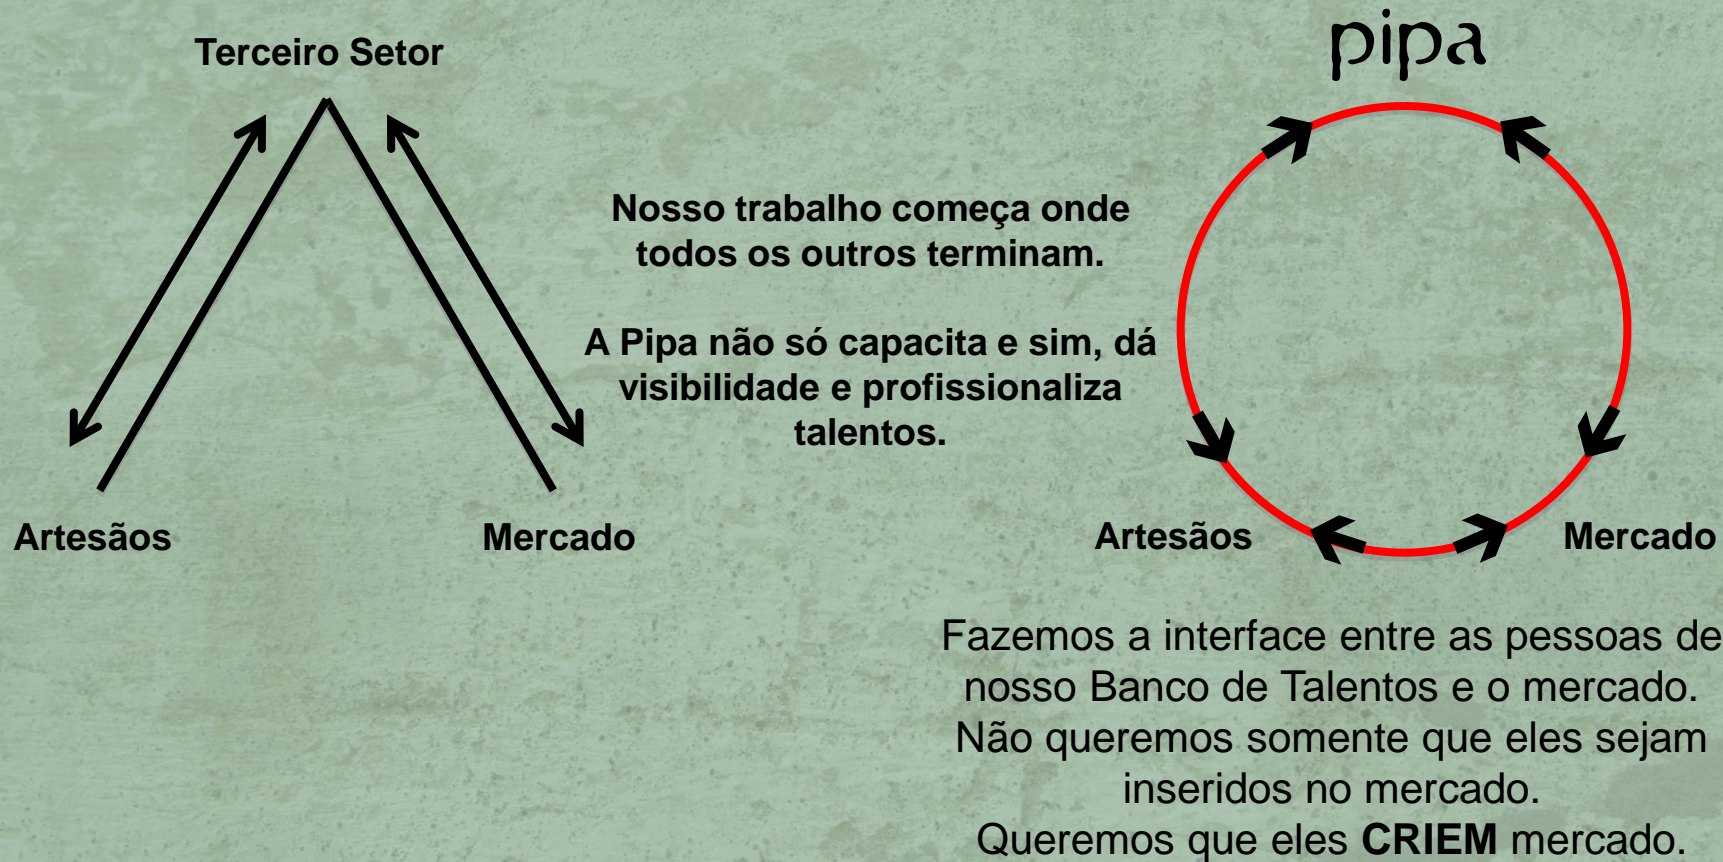 Terceiro Setor
Artesãos
Mercado
Nosso trabalho começa onde
todos os outros terminam.
A Pipa não só capacita e sim, dá
visibilidade e profissionaliza
talentos.
pipa
Artesãos
Mercado
Fazemos a interface entre as pessoas de
nosso Banco de Talentos e o mercado.
Não queremos somente que eles sejam
inseridos no mercado.
Queremos que eles CRIEM mercado.